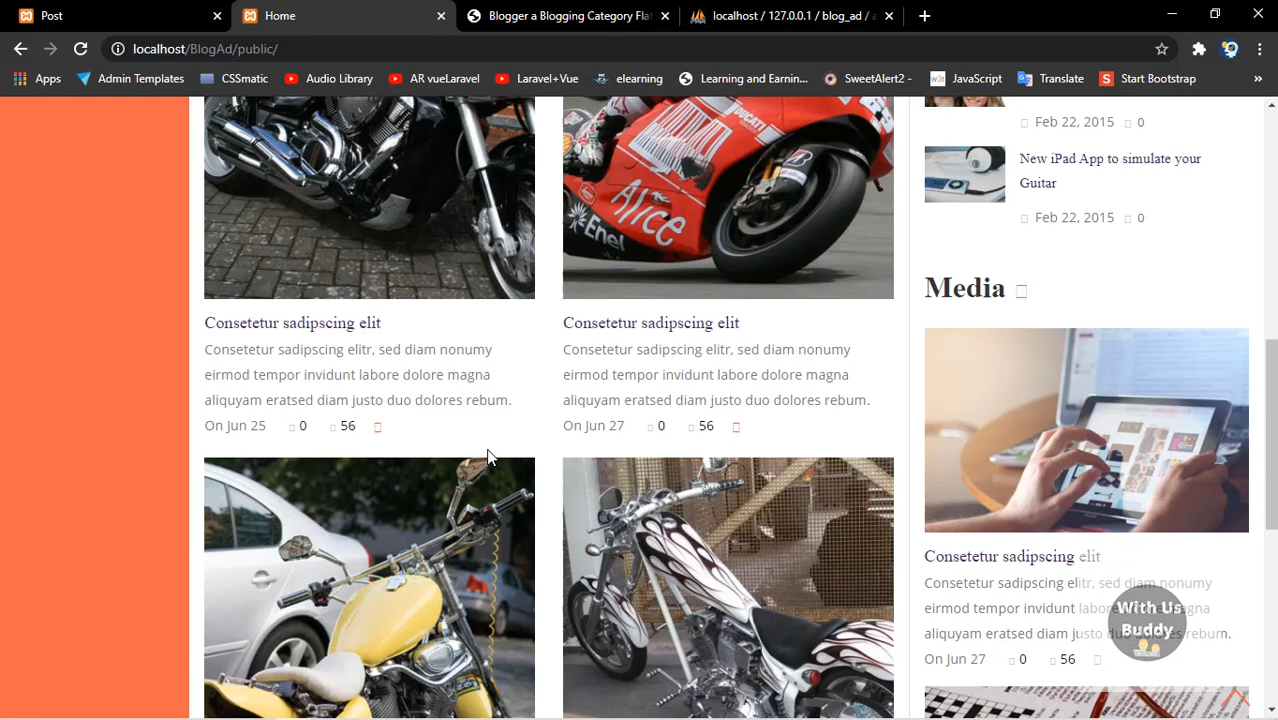 Post
Home
Blogger a Blogging Category Fla
localhost / 127.0.0.1 / blog_ad / a
localhost/BlogAd/public/
Apps
Admin Templates
CSSmatic
Audio Library
AR vueLaravel
Laravel+Vue
elearning
Learning and Earnin...
SweetAlert2 -
JavaScript
Translate
Start Bootstrap
DUCATI
Alice
Enel
Feb 22, 2015 0
New iPad App to simulate your
Guitar
Feb 22, 2015 0
Media
Consetetur sadipscing elit
Consetetur sadipscing elitr, sed diam nonumy
eirmod tempor invidunt labore dolore magna
aliquyam eratsed diam justo duo dolores rebum.
On Jun 25 0 56
Consetetur sadipscing elit
Consetetur sadipscing elitr, sed diam nonumy
eirmod tempor invidunt labore dolore magna
aliquyam eratsed diam justo duo dolores rebum.
On Jun 27 0 56
Consetetur sadipscing elit
Consetetur sadipscing elitr, sed diam nonumy
eirmod tempor invidunt labore dolore magna
aliquyam eratsed diam justo duo dolores rebum.
On Jun 27 0 56
With Us
Buddy